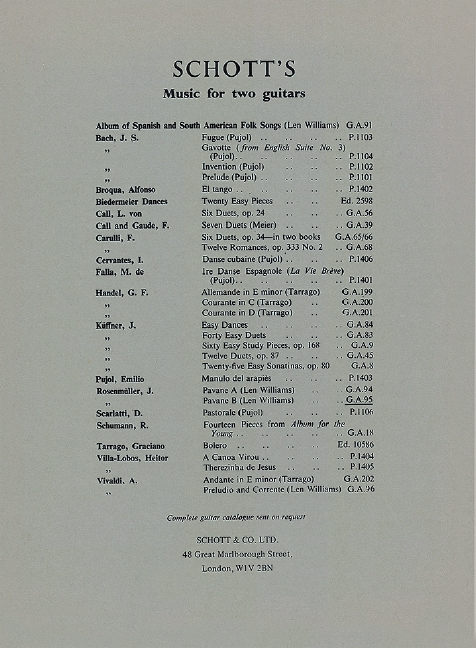 SCHOTT'S
Music for two guitars
Album of Spanish and South American Folk Songs (Len Williams) G.A.91
Bach, J. S. Fugue (Pujol) .. .. .. .. P.1103
,, Gavotte (from English Suite No. 3)
(Pujol) .. .. .. .. P.1104
,, Invention (Pujol) .. .. .. P.1102
,, Prelude (Pujol) .. .. .. .. P.1101
Broqua, Alfonso El tango .. .. .. .. P.1402
Biedermeier Dances Twenty Easy Pieces .. .. Ed. 2598
Call, L. von Six Duets, op. 24 .. .. .. G.A.56
Call and Gaude, F. Seven Duets (Meier) .. .. .. G.A.39
Carulli, F. Six Duets, op. 34—in two books G.A.65/66
,, Twelve Romances, op. 333 No. 2 .. G.A.68
Cervantes, I. Danse cubaine (Pujol) .. .. .. P.1406
Falla, M. de 1re Danse Espagnole (La Vie Brève)
(Pujol) .. .. .. .. P.1401
Handel, G. F. Allemande in E minor (Tarrago) G.A.199
,, Courante in C (Tarrago) .. G.A.200
,, Courante in D (Tarrago) .. G.A.201
Küffner, J. Easy Dances .. .. .. .. G.A.84
,, Forty Easy Duets .. .. .. G.A.83
,, Sixty Easy Study Pieces, op. 168 G.A.9
,, Twelve Duets, op. 87 .. .. .. G.A.45
,, Twenty-five Easy Sonatinas, op. 80 G.A.8
Pujol, Emilio Manulo del arapiès .. .. .. P.1403
Rosenmüller, J. Pavane A (Len Williams) .. .. G.A.94
,, Pavane B (Len Williams) .. .. G.A.95
Scarlatti, D. Pastorale (Pujol) .. .. .. P.1106
Schumann, R. Fourteen Pieces from Album for the
Young .. .. .. .. .. G.A.18
Tarrago, Graciano Bolero .. .. .. .. Ed. 10586
Villa-Lobos, Heitor A Canoa Virou .. .. .. .. P.1404
,, Therezinha de Jesus .. .. .. P.1405
Vivaldi, A. Andante in E minor (Tarrago) G.A.202
,, Preludio and Corrente (Len Williams) G.A.96
Complete guitar catalogue sent on request
SCHOTT & CO. LTD.
48 Great Marlborough Street,
London, W1V 2BN